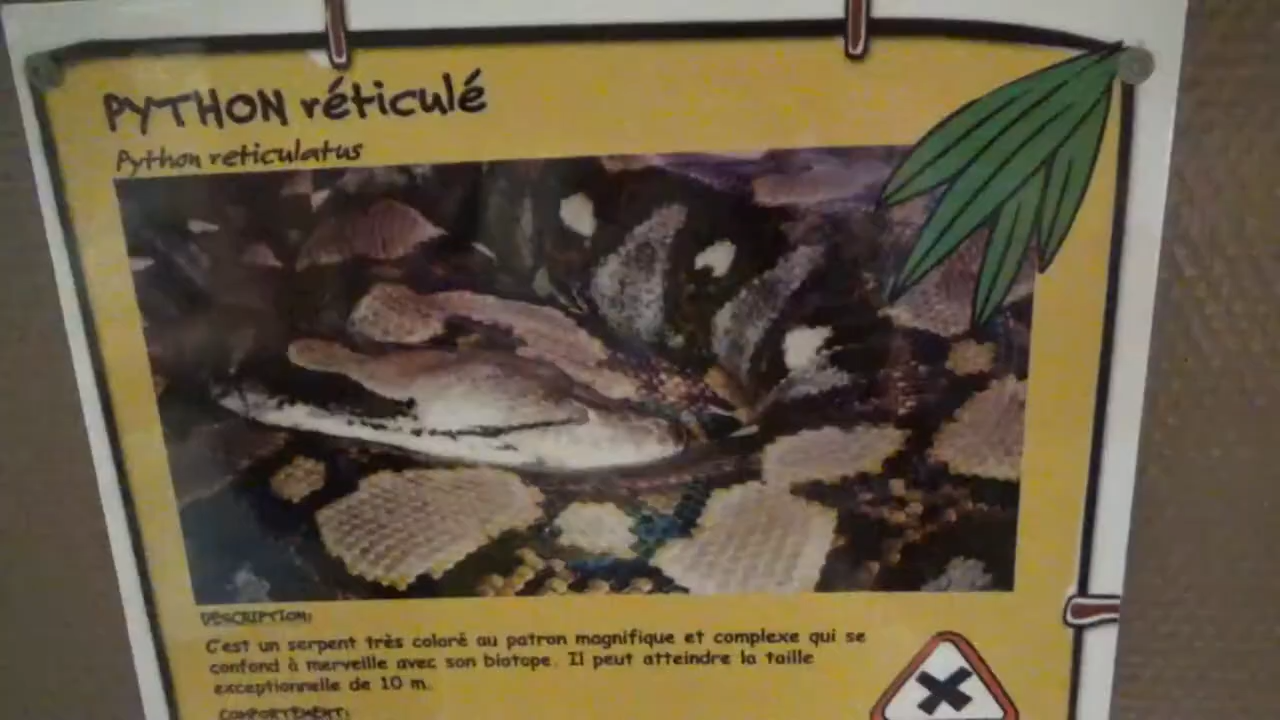 PYTHON réticulé
Python reticulatus
DESCRIPTION:
C'est un serpent très coloré au patron magnifique et complexe qui se
confond à merveille avec son biotope. Il peut atteindre la taille
exceptionnelle de 10 m.
COMPORTEMENT: